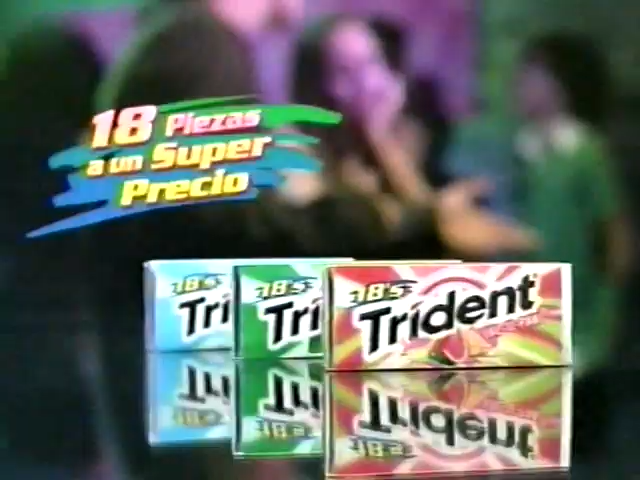 18 Piezas
a un Super
Precio
18's
Tri
18's
Tri
18's
Trident